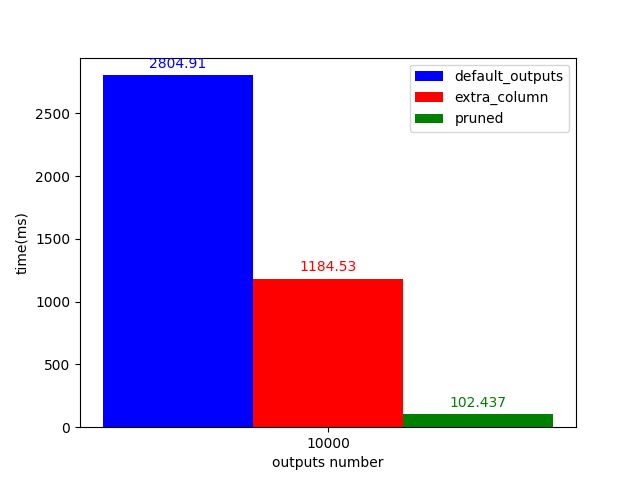 2804.91
default_outputs
extra_column
pruned
2500
2000
1500
1184.53
1000
500
102.437
0
time(ms)
10000
outputs number